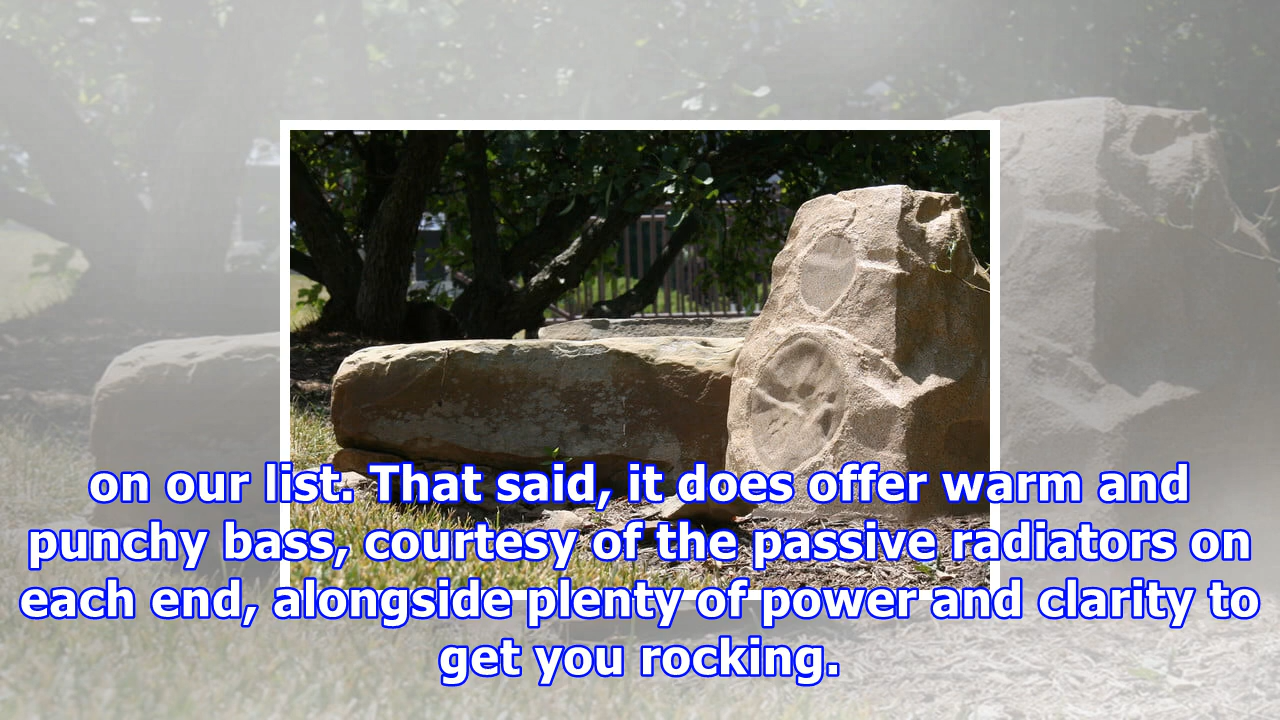 on our list. That said, it does offer warm and
punchy bass, courtesy of the passive radiators on
each end, alongside plenty of power and clarity to
get you rocking.